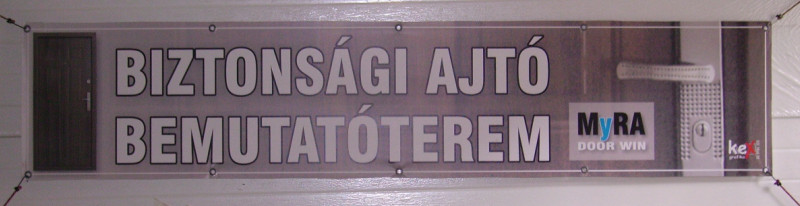 BIZTONSÁGI AJTÓ
BEMUTATÓTEREM
MyRA
DOOR WIN